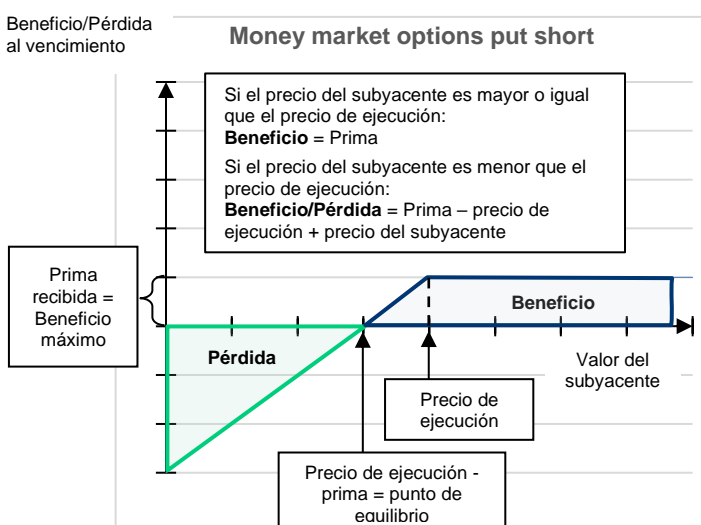 Beneficio/Pérdida
al vencimiento
Money market options put short
Si el precio del subyacente es mayor o igual
que el precio de ejecución:
Beneficio = Prima
Si el precio del subyacente es menor que el
precio de ejecución:
Beneficio/Pérdida = Prima – precio de
ejecución + precio del subyacente
Prima
recibida =
Beneficio
máximo
Beneficio
Pérdida
Valor del
subyacente
Precio de
ejecución
Precio de ejecución -
prima = punto de
equilibrio